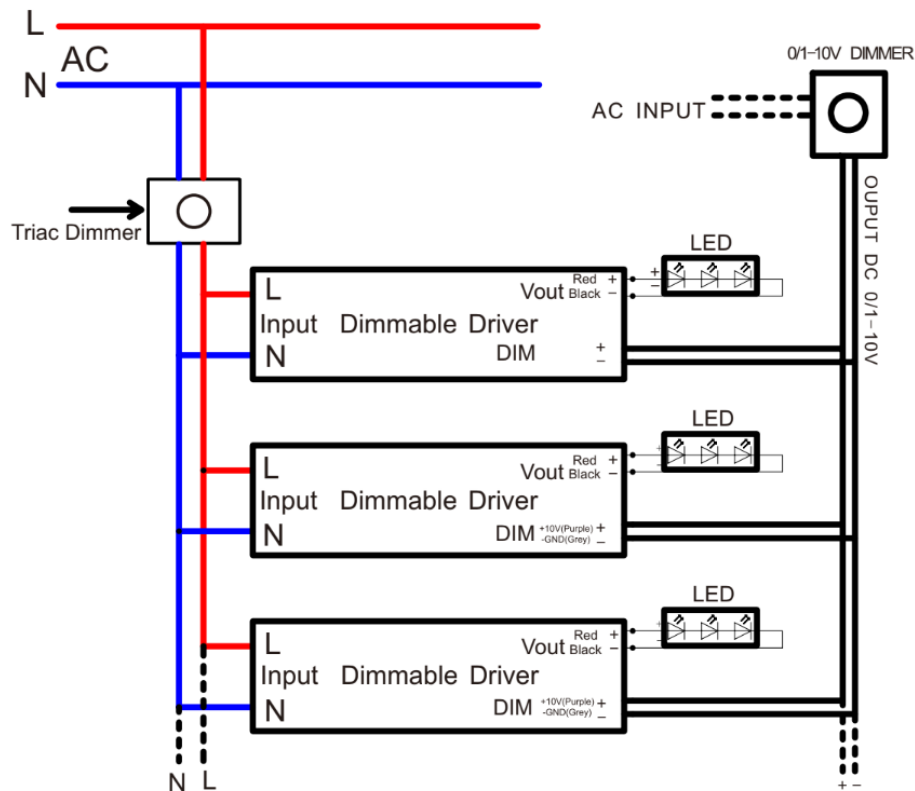 L
AC
N
0/1-10V DIMMER
AC INPUT
OUPUT DC 0/1-10V
Triac Dimmer
LED
L
Vout Red +
Black -
+
-
Input Dimmable Driver
N
DIM +
-
LED
L
Vout Red +
Black -
Input Dimmable Driver
N
DIM +10V(Purple) +
-GND(Grey) -
LED
L
Vout Red +
Black -
Input Dimmable Driver
N
DIM +10V(Purple) +
-GND(Grey) -
N L
+ -